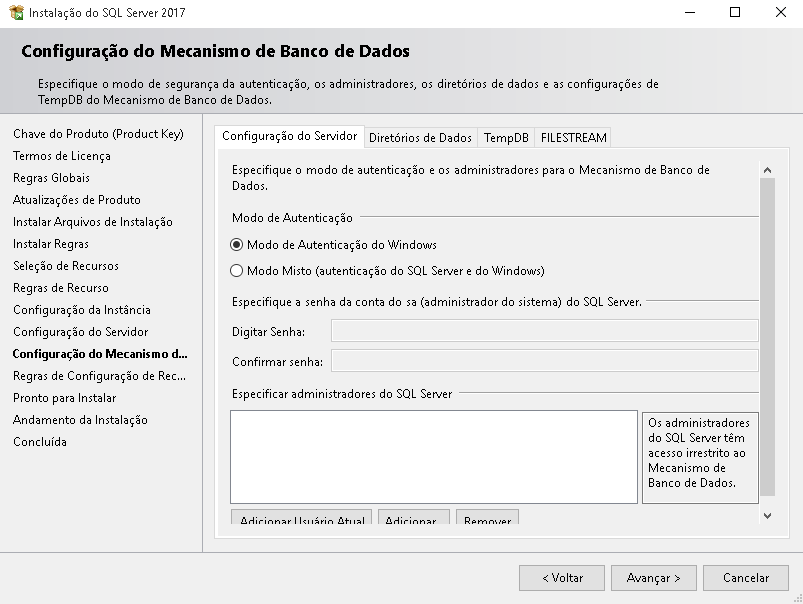 Instalação do SQL Server 2017
Configuração do Mecanismo de Banco de Dados
Especifique o modo de segurança da autenticação, os administradores, os diretórios de dados e as configurações de
TempDB do Mecanismo de Banco de Dados.
Chave do Produto (Product Key)
Termos de Licença
Regras Globais
Atualizações de Produto
Instalar Arquivos de Instalação
Instalar Regras
Seleção de Recursos
Regras de Recurso
Configuração da Instância
Configuração do Servidor
Configuração do Mecanismo d...
Regras de Configuração de Rec...
Pronto para Instalar
Andamento da Instalação
Concluída
Configuração do Servidor
Diretórios de Dados
TempDB
FILESTREAM
Especifique o modo de autenticação e os administradores para o Mecanismo de Banco de
Dados.
Modo de Autenticação
Modo de Autenticação do Windows
Modo Misto (autenticação do SQL Server e do Windows)
Especifique a senha da conta do sa (administrador do sistema) do SQL Server.
Digitar Senha:
Confirmar senha:
Especificar administradores do SQL Server
Os administradores
do SQL Server têm
acesso irrestrito ao
Mecanismo de
Banco de Dados.
Adicionar Usuário Atual
Adicionar...
Remover
< Voltar
Avançar >
Cancelar